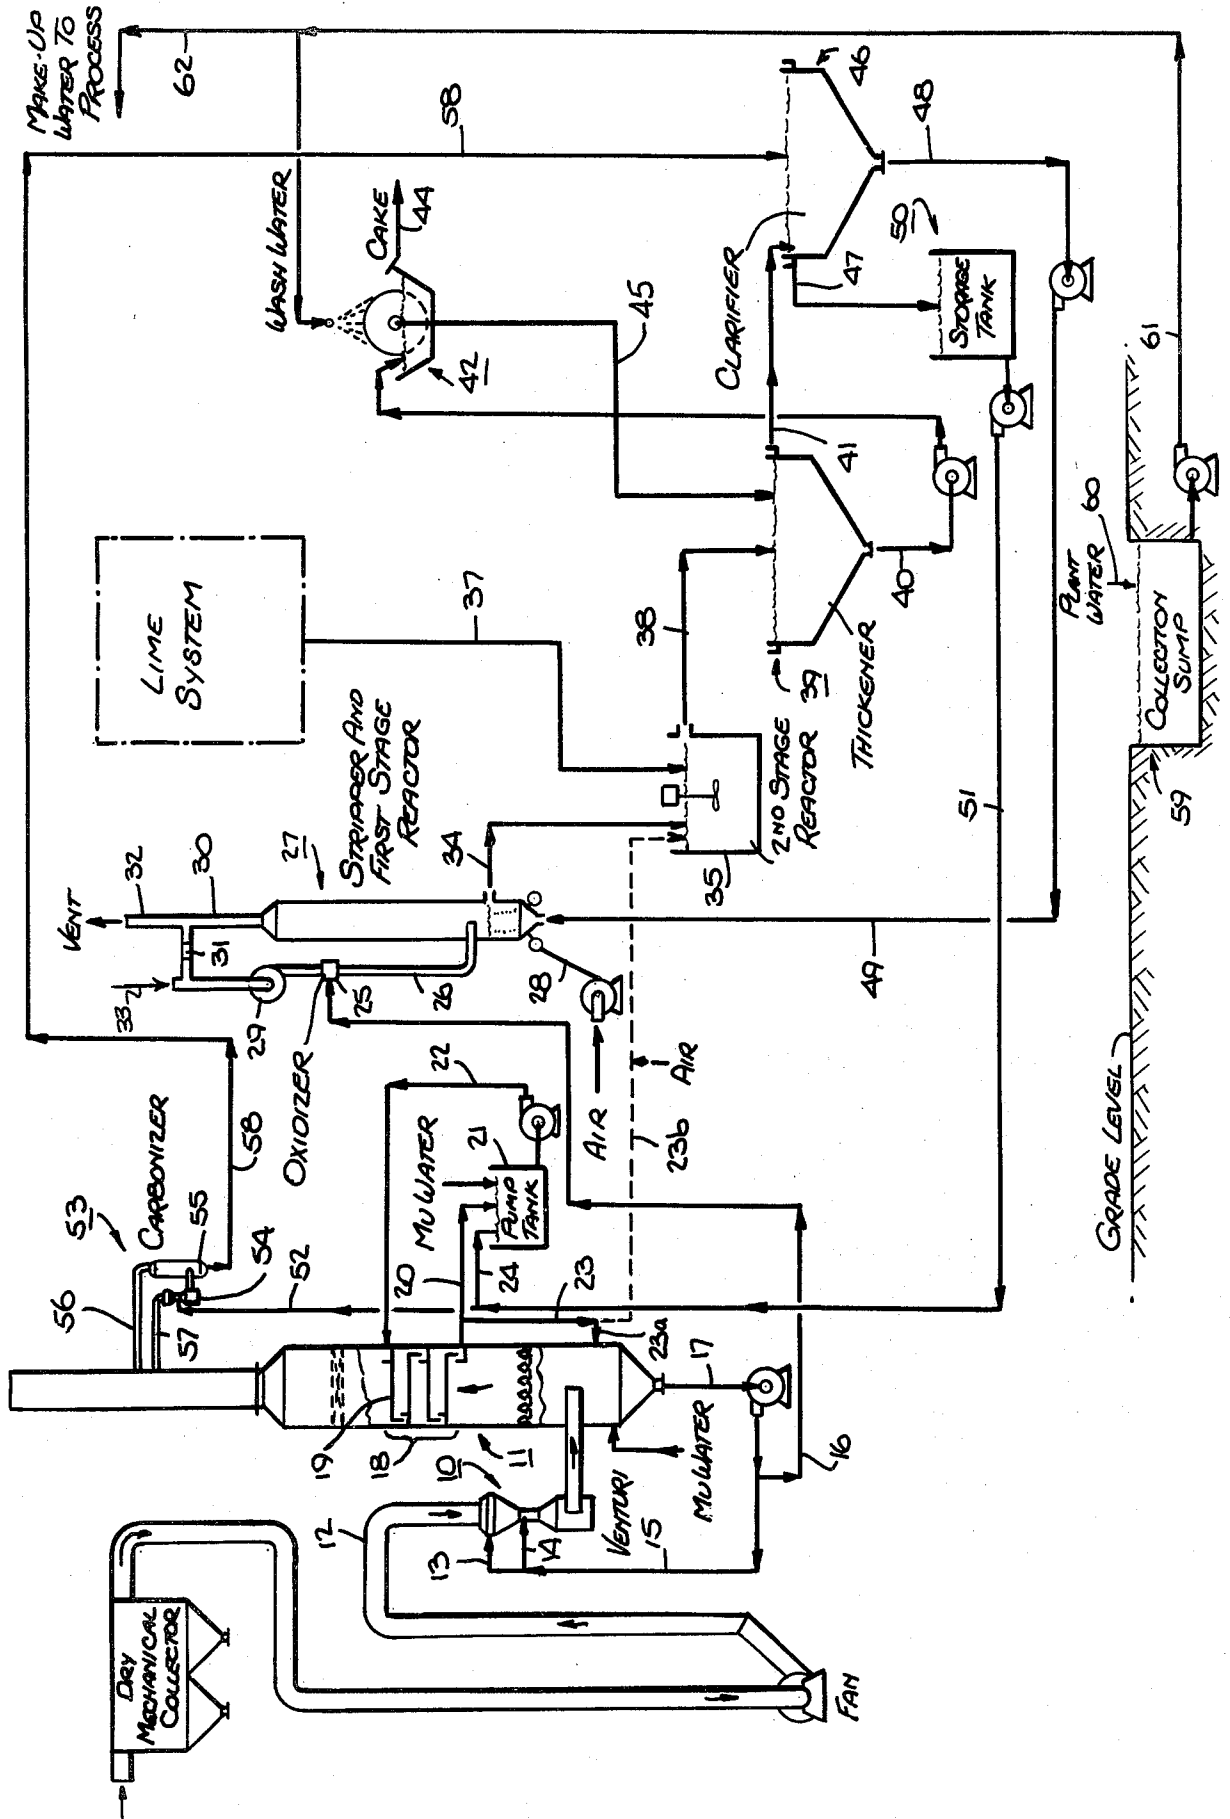 DRY
MECHANICAL
COLLECTOR
FAN
12
13
14
15
VENTURI
10
11
18
19
MU WATER
16
17
23a
23
20
24
PUMP
TANK
21
22
MU WATER
56
57
52
54
55
53
CARBONIZER
58
OXIDIZER
25
26
29
33
31
32
30
VENT
27
STRIPPER AND
FIRST STAGE
REACTOR
28
AIR
AIR
23b
34
35
2ND STAGE
REACTOR
LIME
SYSTEM
37
38
39
THICKENER
40
41
42
45
CAKE
44
WASH WATER
MAKE-UP
WATER TO
PROCESS
62
58
CLARIFIER
46
47
48
50
STORAGE
TANK
49
51
GRADE LEVEL
59
COLLECTION
SUMP
PLANT
WATER
60
61